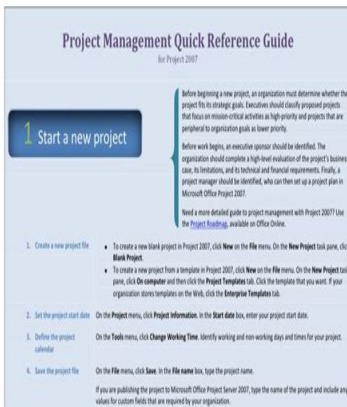 Project Management Quick Reference Guide
for Project 2007
Before beginning a new project, an organization must determine whether the
project fits its strategic goals. Executives should classify proposed projects
that focus on mission-critical activities as high-priority and projects that are
peripheral to organization goals as lower priority.
1 Start a new project
Before work begins, an executive sponsor should be identified. The
organization should complete a high-level evaluation of the project's busines
case, its limitations, and its technical and financial requirements. Finally, a
project manager should be identified, who can then set up a project plan in
Microsoft Office Project 2007.
Need a more detailed guide to project management with Project 2007? Use
the Project Roadmap, available on Office Online.
1. Create a new project file
• To create a new blank project in Project 2007, click New on the File menu. On the New Project task pane, click
Blank Project.
• To create a new project from a template in Project 2007, click New on the File menu. On the New Project task
pane, click On computer and then click the Project Templates tab. Click the template that you want. If your
organization stores templates on the Web, click the Enterprise Templates tab.
2. Set the project start date On the Project menu, click Project Information. In the Start date box, enter your project start date.
3. Define the project On the Tools menu, click Change Working Time. Identify working and non-working days and times for your project.
calendar
4. Save the project file On the File menu, click Save. In the File name box, type the project name.
If you are publishing the project to Microsoft Office Project Server 2007, type the name of the project and include any
values for custom fields that are required by your organization.